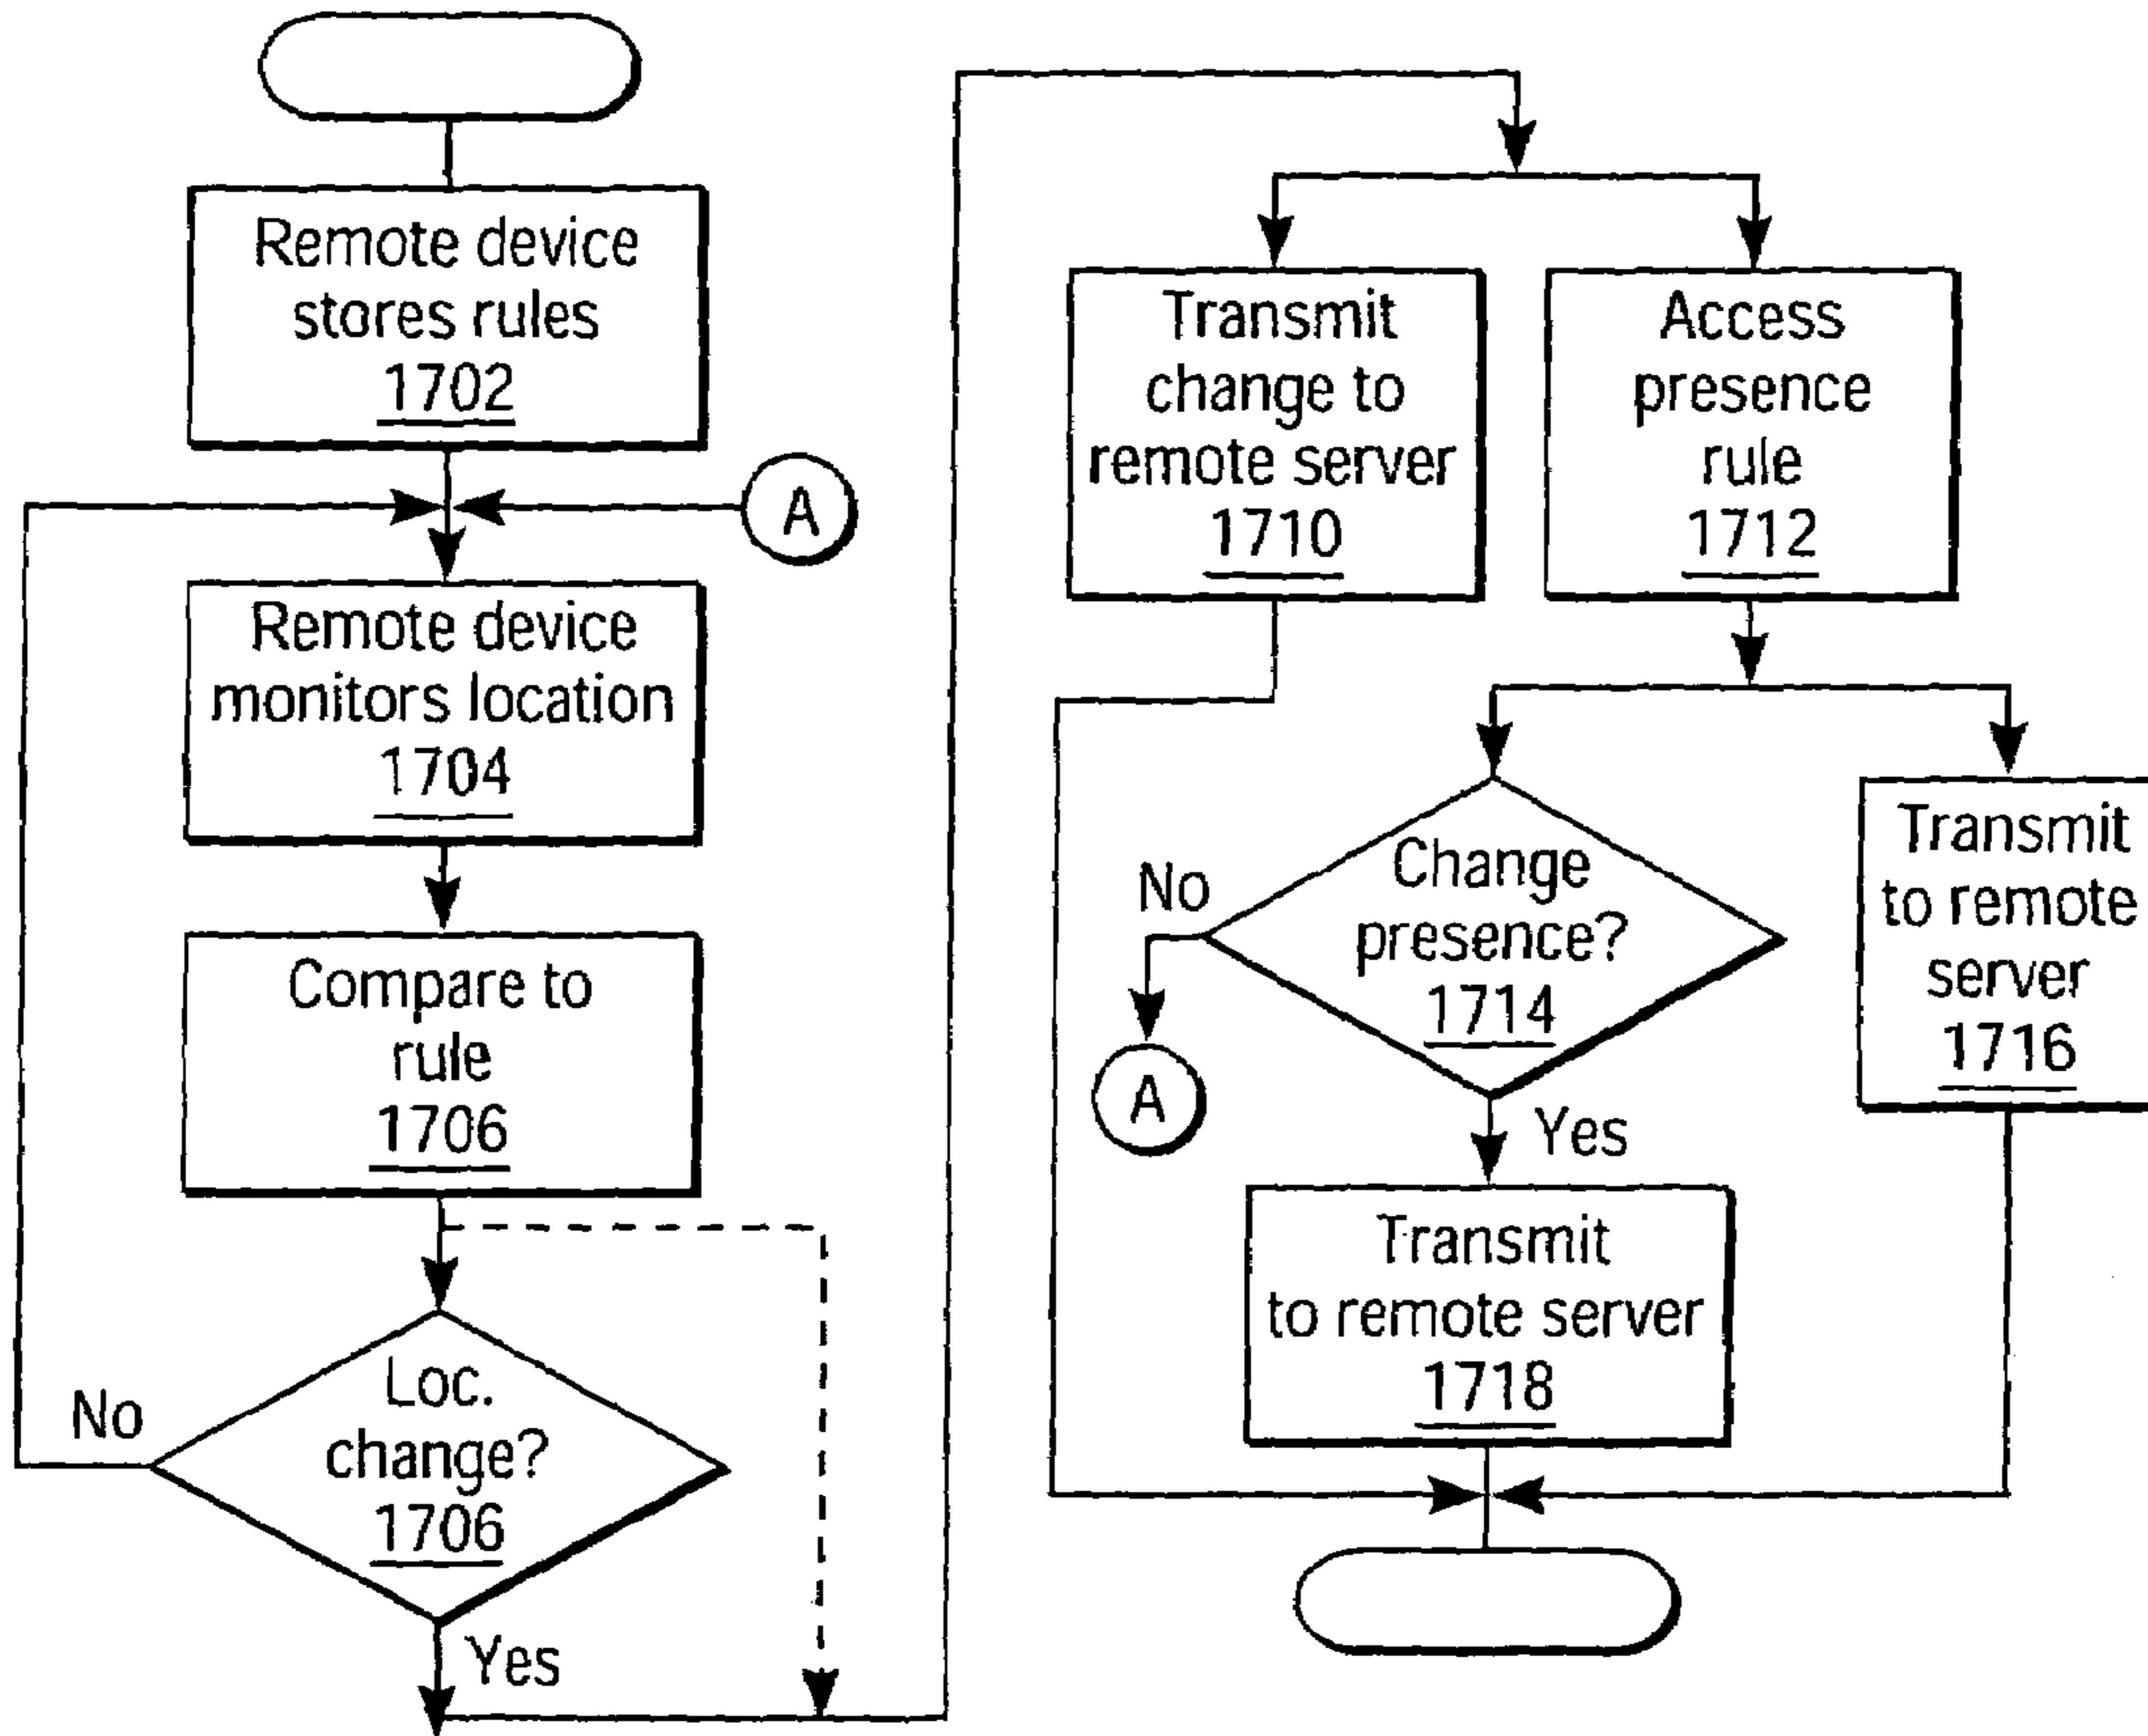 Remote device
stores rules
1702
A
Remote device
monitors location
1704
Compare to
rule
1706
Loc.
change?
1706
No
Yes
Transmit
change to
remote server
1710
Access
presence
rule
1712
Change
presence?
1714
No
A
Yes
Transmit
to remote
server
1716
Transmit
to remote server
1718